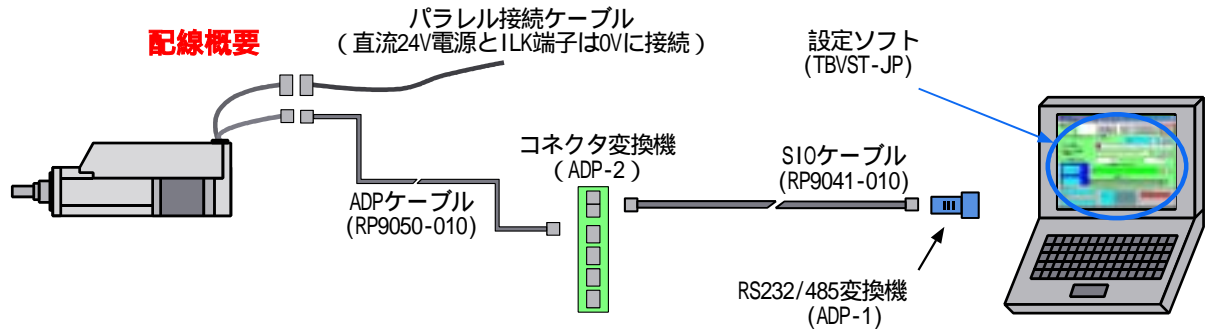 配線概要
パラレル接続ケーブル
(直流24V電源とILK端子は0Vに接続)
設定ソフト
(TBVST-JP)
コネクタ変換機
(ADP-2)
SIOケーブル
(RP9041-010)
ADPケーブル
(RP9050-010)
RS232/485変換機
(ADP-1)